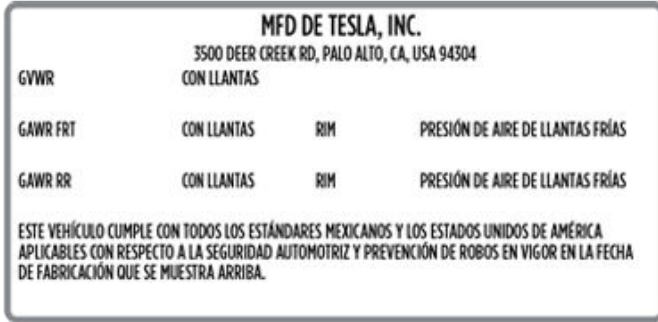 MFD DE TESLA, INC.
3500 DEER CREEK RD, PALO ALTO, CA, USA 94304
GVWR CON LLANTAS
GAWR FRT CON LLANTAS RIM PRESIÓN DE AIRE DE LLANTAS FRÍAS
GAWR RR CON LLANTAS RIM PRESIÓN DE AIRE DE LLANTAS FRÍAS
ESTE VEHÍCULO CUMPLE CON TODOS LOS ESTÁNDARES MEXICANOS Y LOS ESTADOS UNIDOS DE AMÉRICA
APLICABLES CON RESPECTO A LA SEGURIDAD AUTOMOTRIZ Y PREVENCIÓN DE ROBOS EN VIGOR EN LA FECHA
DE FABRICACIÓN QUE SE MUESTRA ARRIBA.